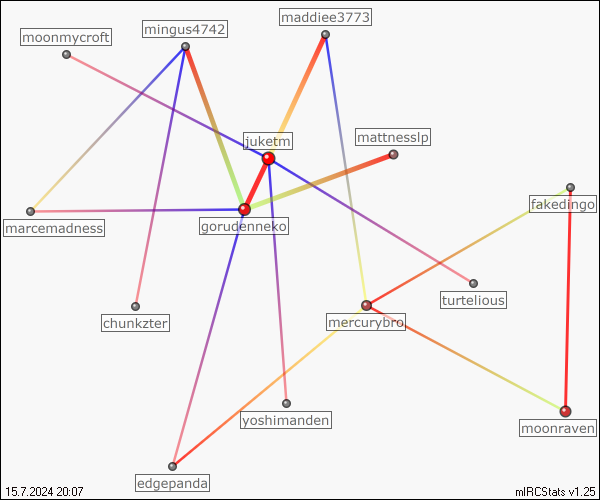 maddiee3773
mingus4742
moonmycroft
juketm
mattnesslp
fakedingo
marcemadness
gorudenneko
turtelious
chunkzter
mercurybro
yoshimanden
moonraven
edgepanda
15.7.2024 20:07
mIRCStats v1.25